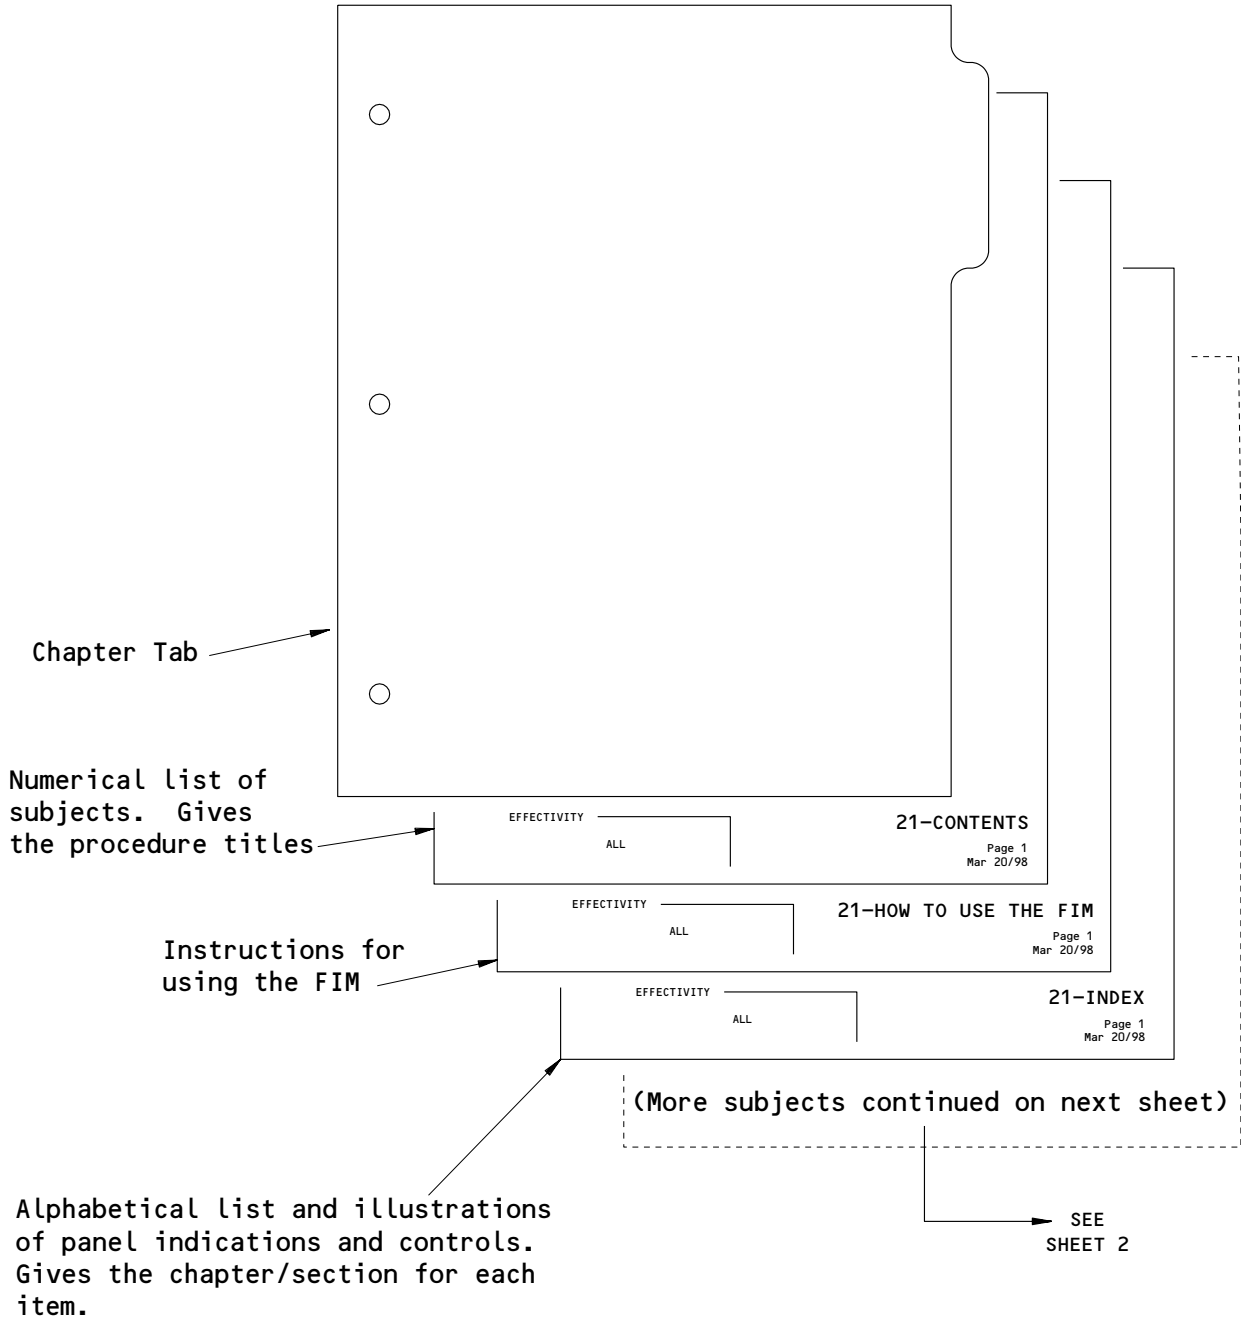 Chapter Tab
Numerical list of
subjects.  Gives
the procedure titles
EFFECTIVITY
ALL
21-CONTENTS
Page 1
Mar 20/98
Instructions for
using the FIM
EFFECTIVITY
ALL
21-HOW TO USE THE FIM
Page 1
Mar 20/98
EFFECTIVITY
ALL
21-INDEX
Page 1
Mar 20/98
(More subjects continued on next sheet)
Alphabetical list and illustrations
of panel indications and controls.
Gives the chapter/section for each
item.
SEE
SHEET 2